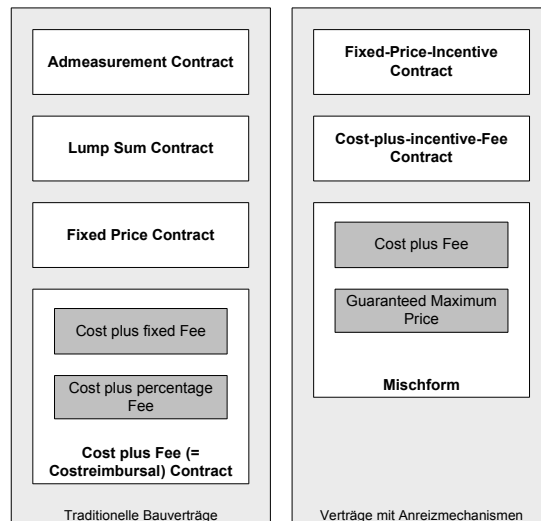 Admeasurement Contract
Lump Sum Contract
Fixed Price Contract
Cost plus fixed Fee
Cost plus percentage
Fee
Cost plus Fee (=
Costreimbursal) Contract
Traditionelle Bauverträge
Fixed-Price-Incentive
Contract
Cost-plus-incentive-Fee
Contract
Cost plus Fee
Guaranteed Maximum
Price
Mischform
Verträge mit Anreizmechanismen